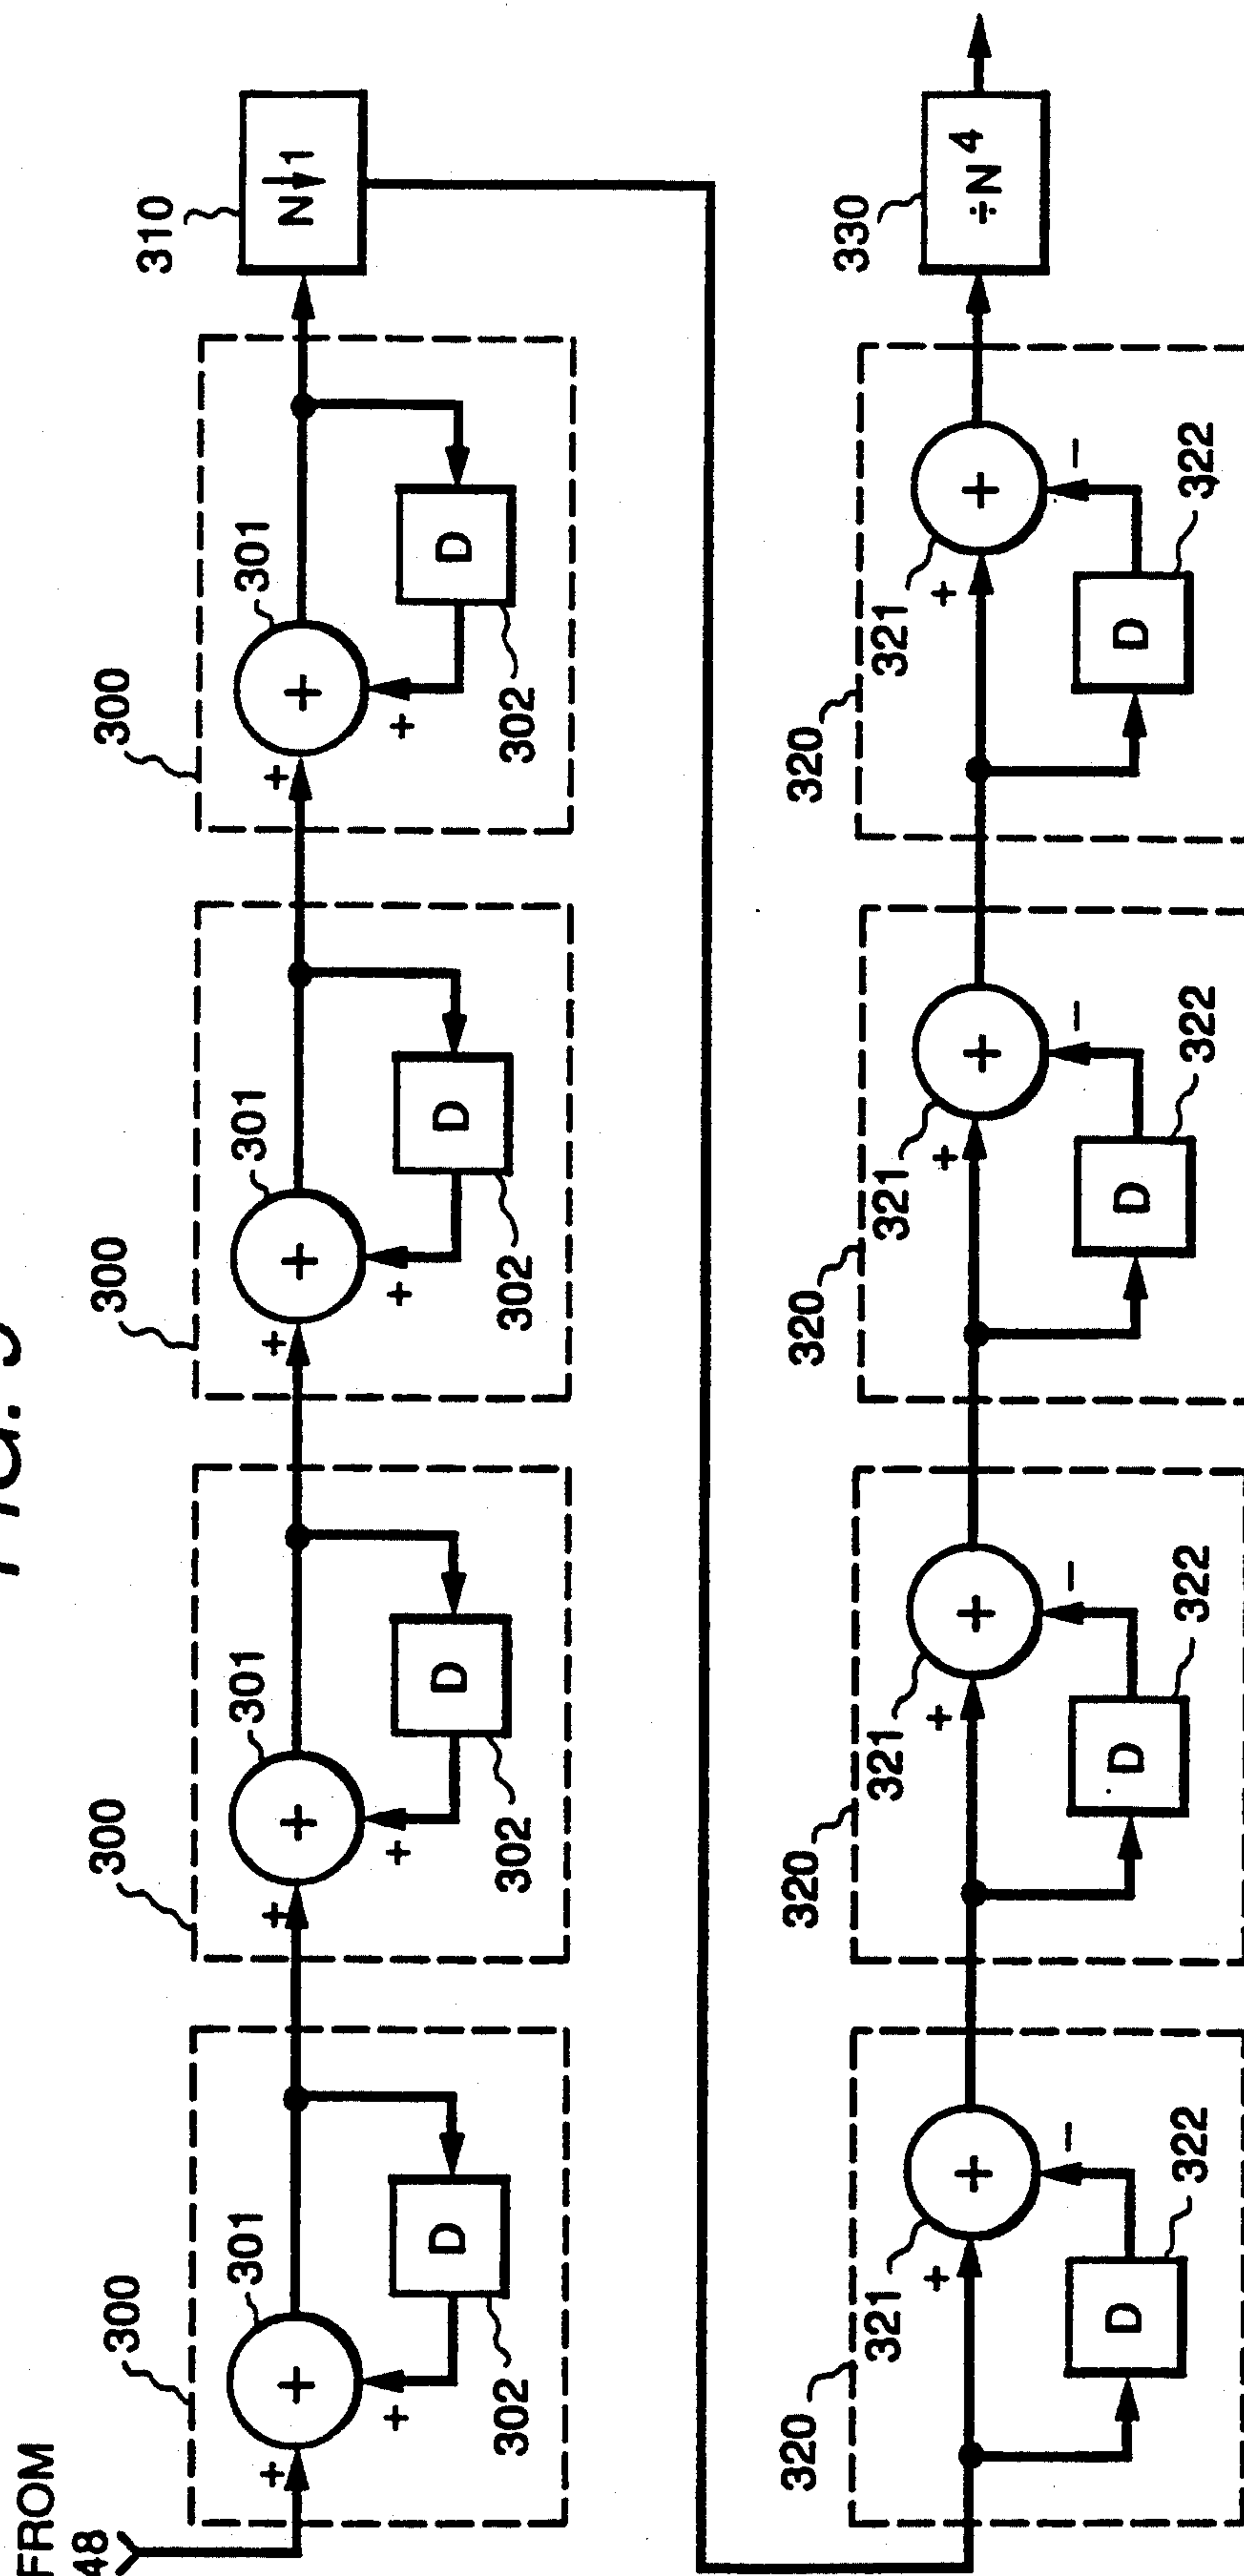 FIG.
FROM
48
300 300 300 300 310
301 301 301 301
+ + + + + + + + N↓1
+ + + +
D D D D
302 302 302 302
320 320 320 320 330
321 321 321 321
+ + + + + + + + ÷N⁴
− − − −
D D D D
322 322 322 322